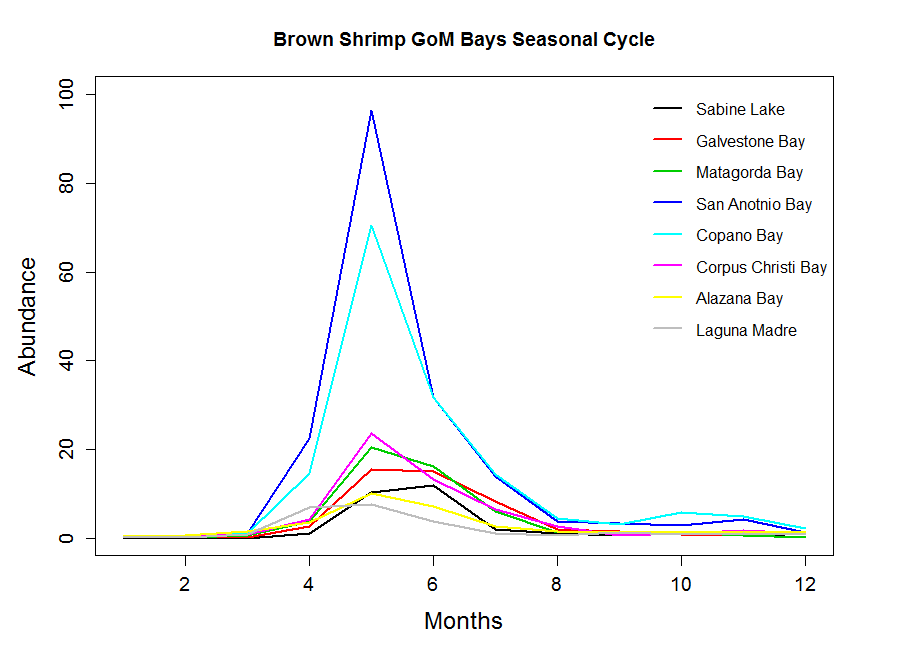 Brown Shrimp GoM Bays Seasonal Cycle
100
80
60
40
20
0
Abundance
Sabine Lake
Galvestone Bay
Matagorda Bay
San Anotnio Bay
Copano Bay
Corpus Christi Bay
Alazana Bay
Laguna Madre
2 4 6 8 10 12
Months